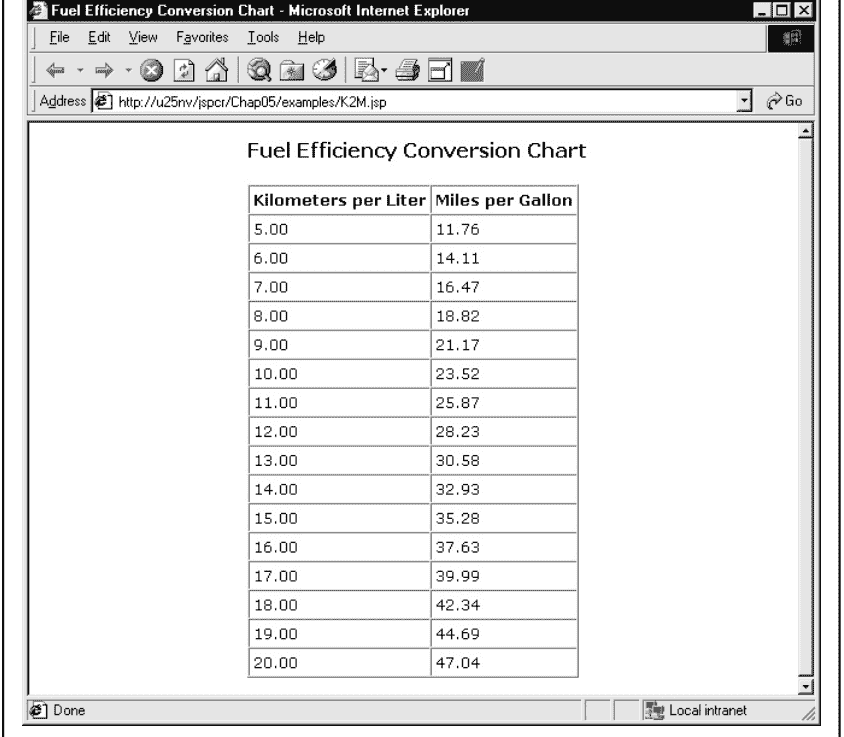 Fuel Efficiency Conversion Chart - Microsoft Internet Explorer
File Edit View Favorites Tools Help
Address http://u25nv/jspcr/Chap05/examples/K2M.jsp Go
Fuel Efficiency Conversion Chart
Kilometers per Liter Miles per Gallon
5.00 11.76
6.00 14.11
7.00 16.47
8.00 18.82
9.00 21.17
10.00 23.52
11.00 25.87
12.00 28.23
13.00 30.58
14.00 32.93
15.00 35.28
16.00 37.63
17.00 39.99
18.00 42.34
19.00 44.69
20.00 47.04
Done Local intranet